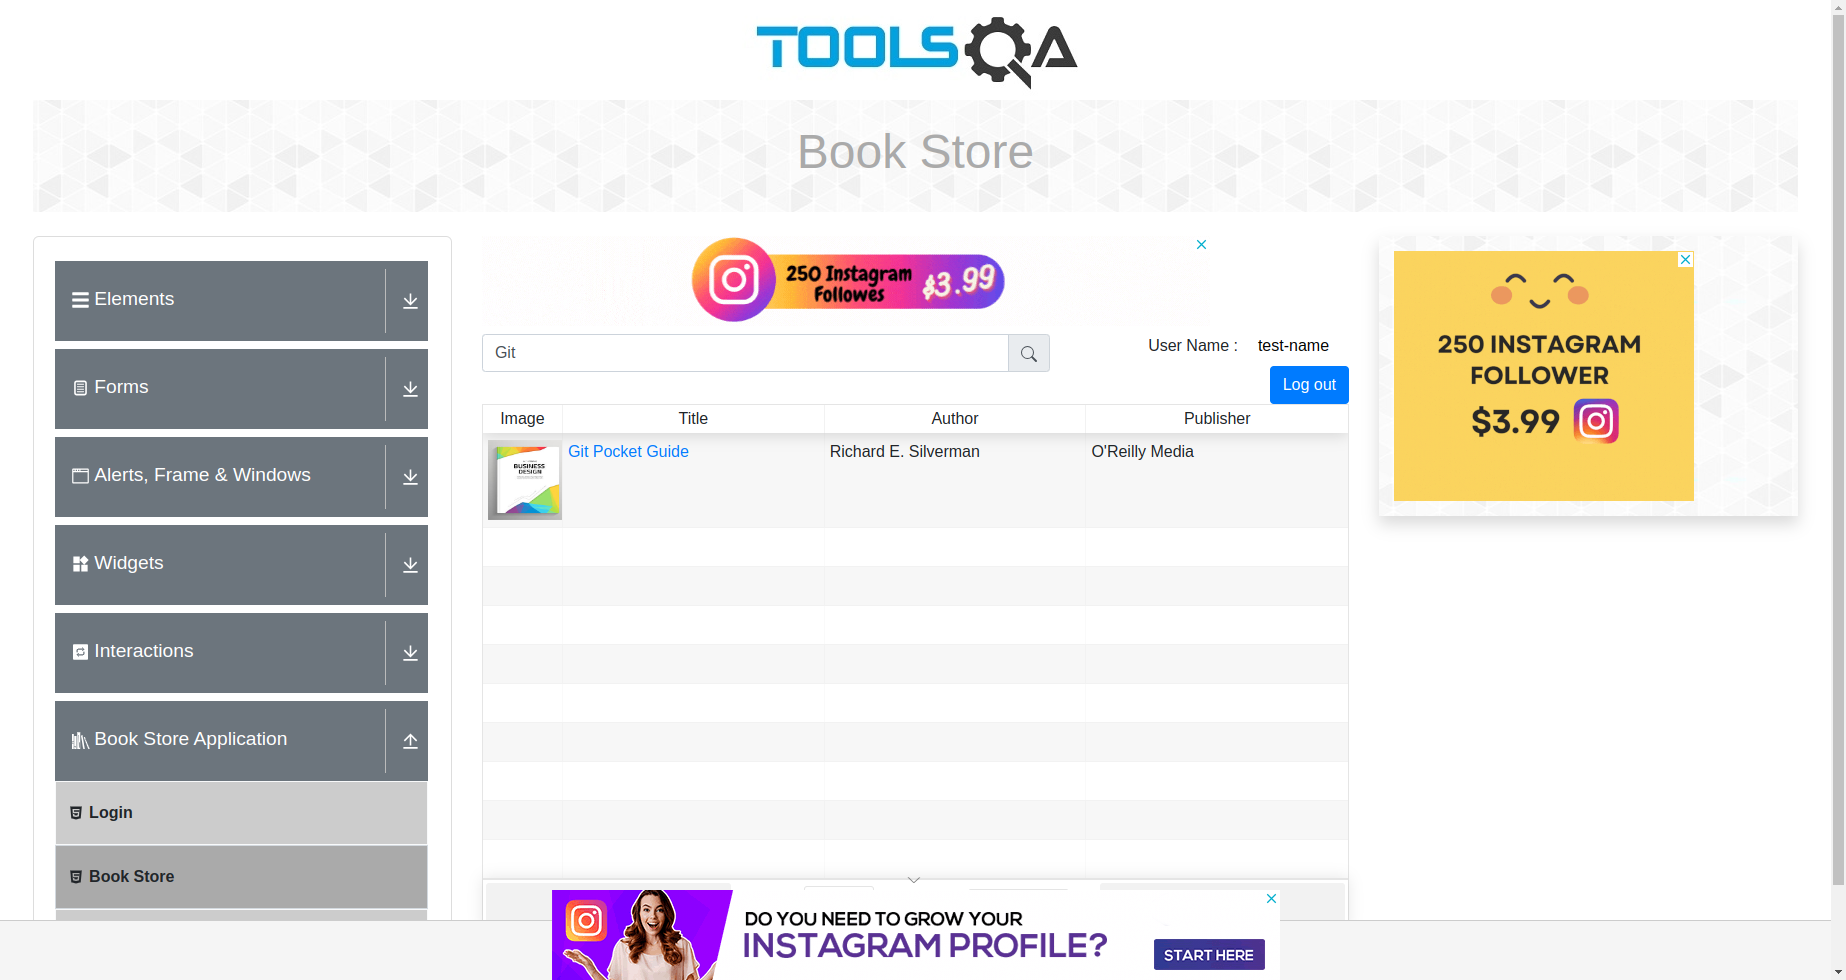 TOOLSQA
Book Store
Elements
Forms
Alerts, Frame & Windows
Widgets
Interactions
Book Store Application
Login
Book Store
250 Instagram
Followes
$3.99
Git
User Name :
test-name
Log out
Image
Title
Author
Publisher
BUSINESS
DESIGN
Git Pocket Guide
Richard E. Silverman
O'Reilly Media
250 INSTAGRAM
FOLLOWER
$3.99
DO YOU NEED TO GROW YOUR
INSTAGRAM PROFILE?
START HERE